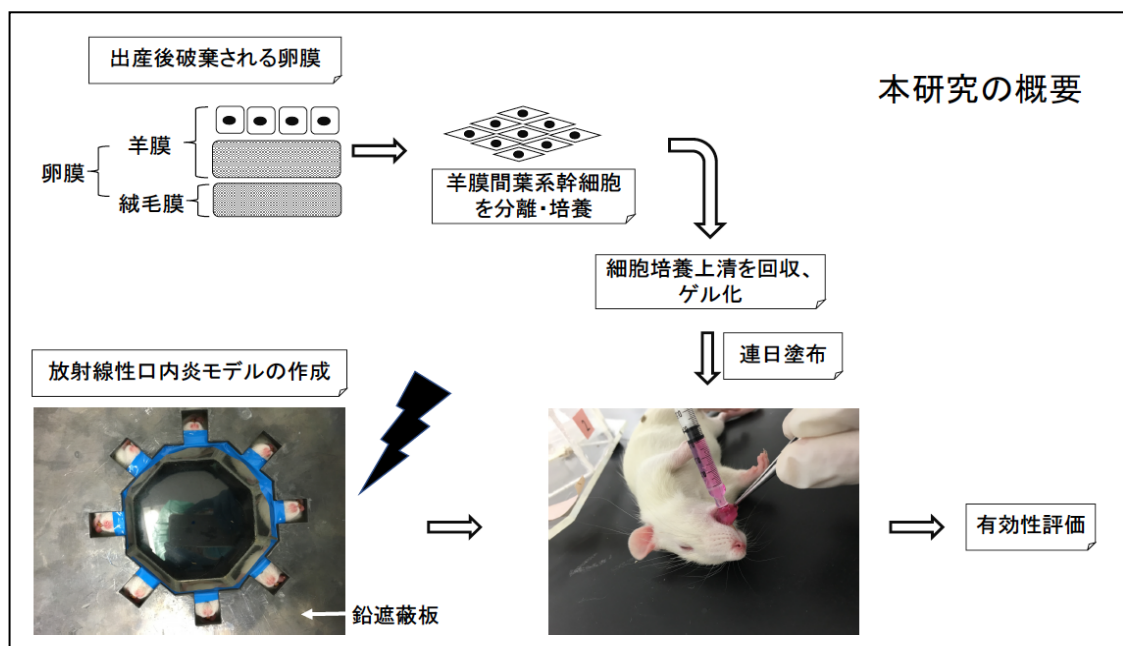 本研究の概要
出産後破棄される卵膜
羊膜
卵膜
絨毛膜
羊膜間葉系幹細胞
を分離・培養
細胞培養上清を回収、
ゲル化
連日塗布
放射線性口内炎モデルの作成
鉛遮蔽板
有効性評価